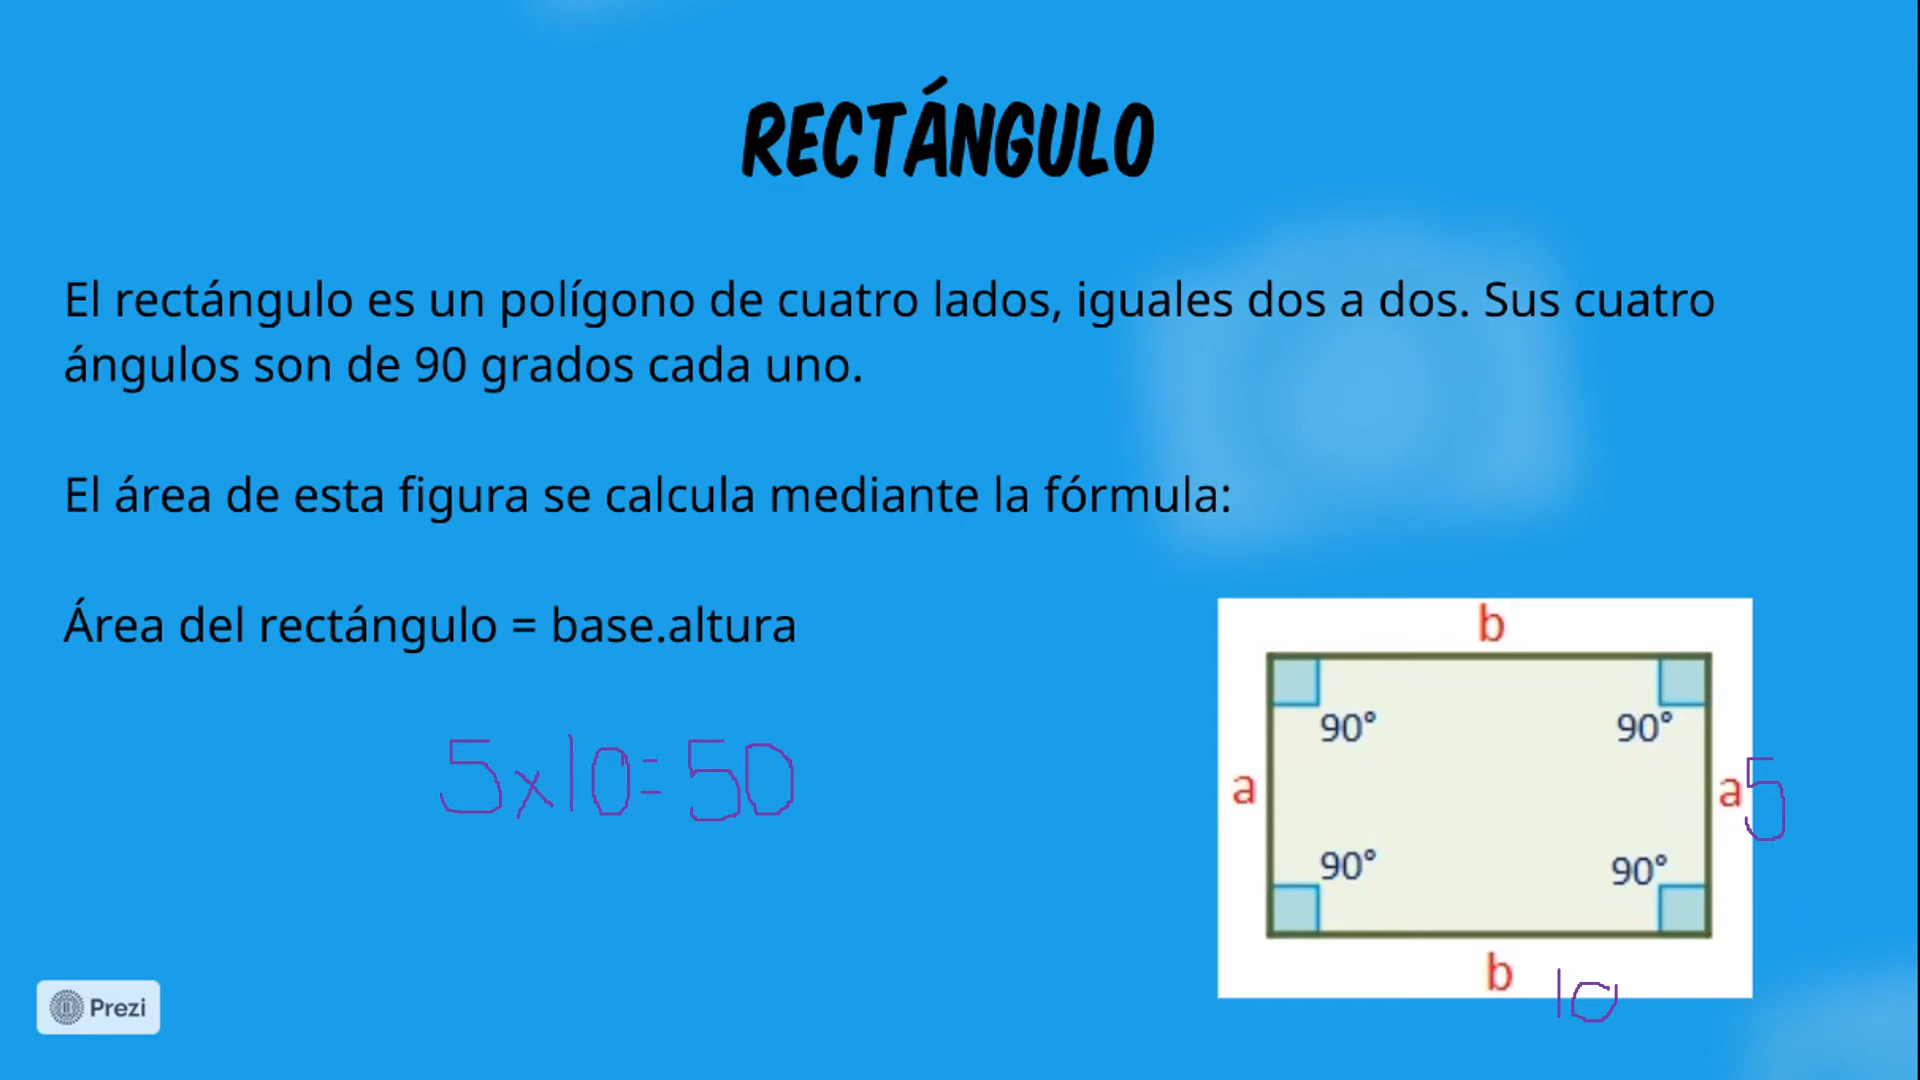 RECTÁNGULO
El rectángulo es un polígono de cuatro lados, iguales dos a dos. Sus cuatro
ángulos son de 90 grados cada uno.
El área de esta figura se calcula mediante la fórmula:
Área del rectángulo = base.altura
5x10=50
b
90° 90°
a a 5
90° 90°
b 10
Prezi